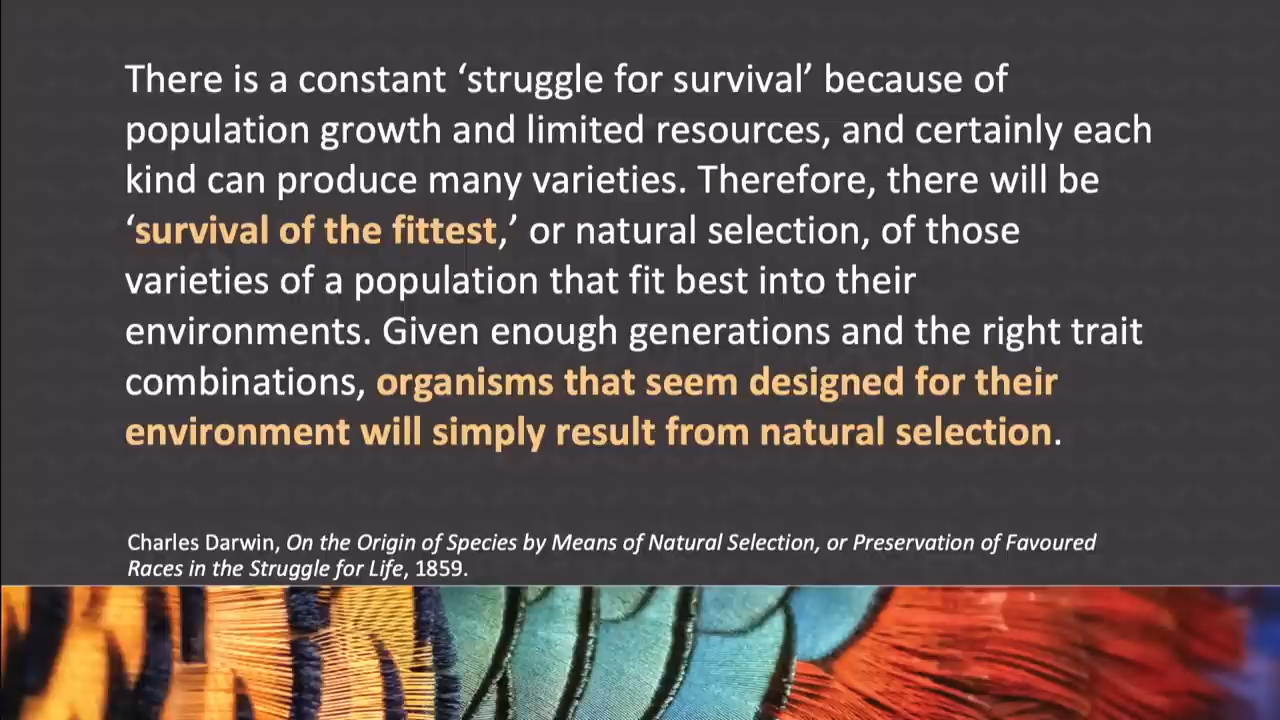 There is a constant ‘struggle for survival’ because of
population growth and limited resources, and certainly each
kind can produce many varieties. Therefore, there will be
‘survival of the fittest,’ or natural selection, of those
varieties of a population that fit best into their
environments. Given enough generations and the right trait
combinations, organisms that seem designed for their
environment will simply result from natural selection.
Charles Darwin, On the Origin of Species by Means of Natural Selection, or Preservation of Favoured
Races in the Struggle for Life, 1859.